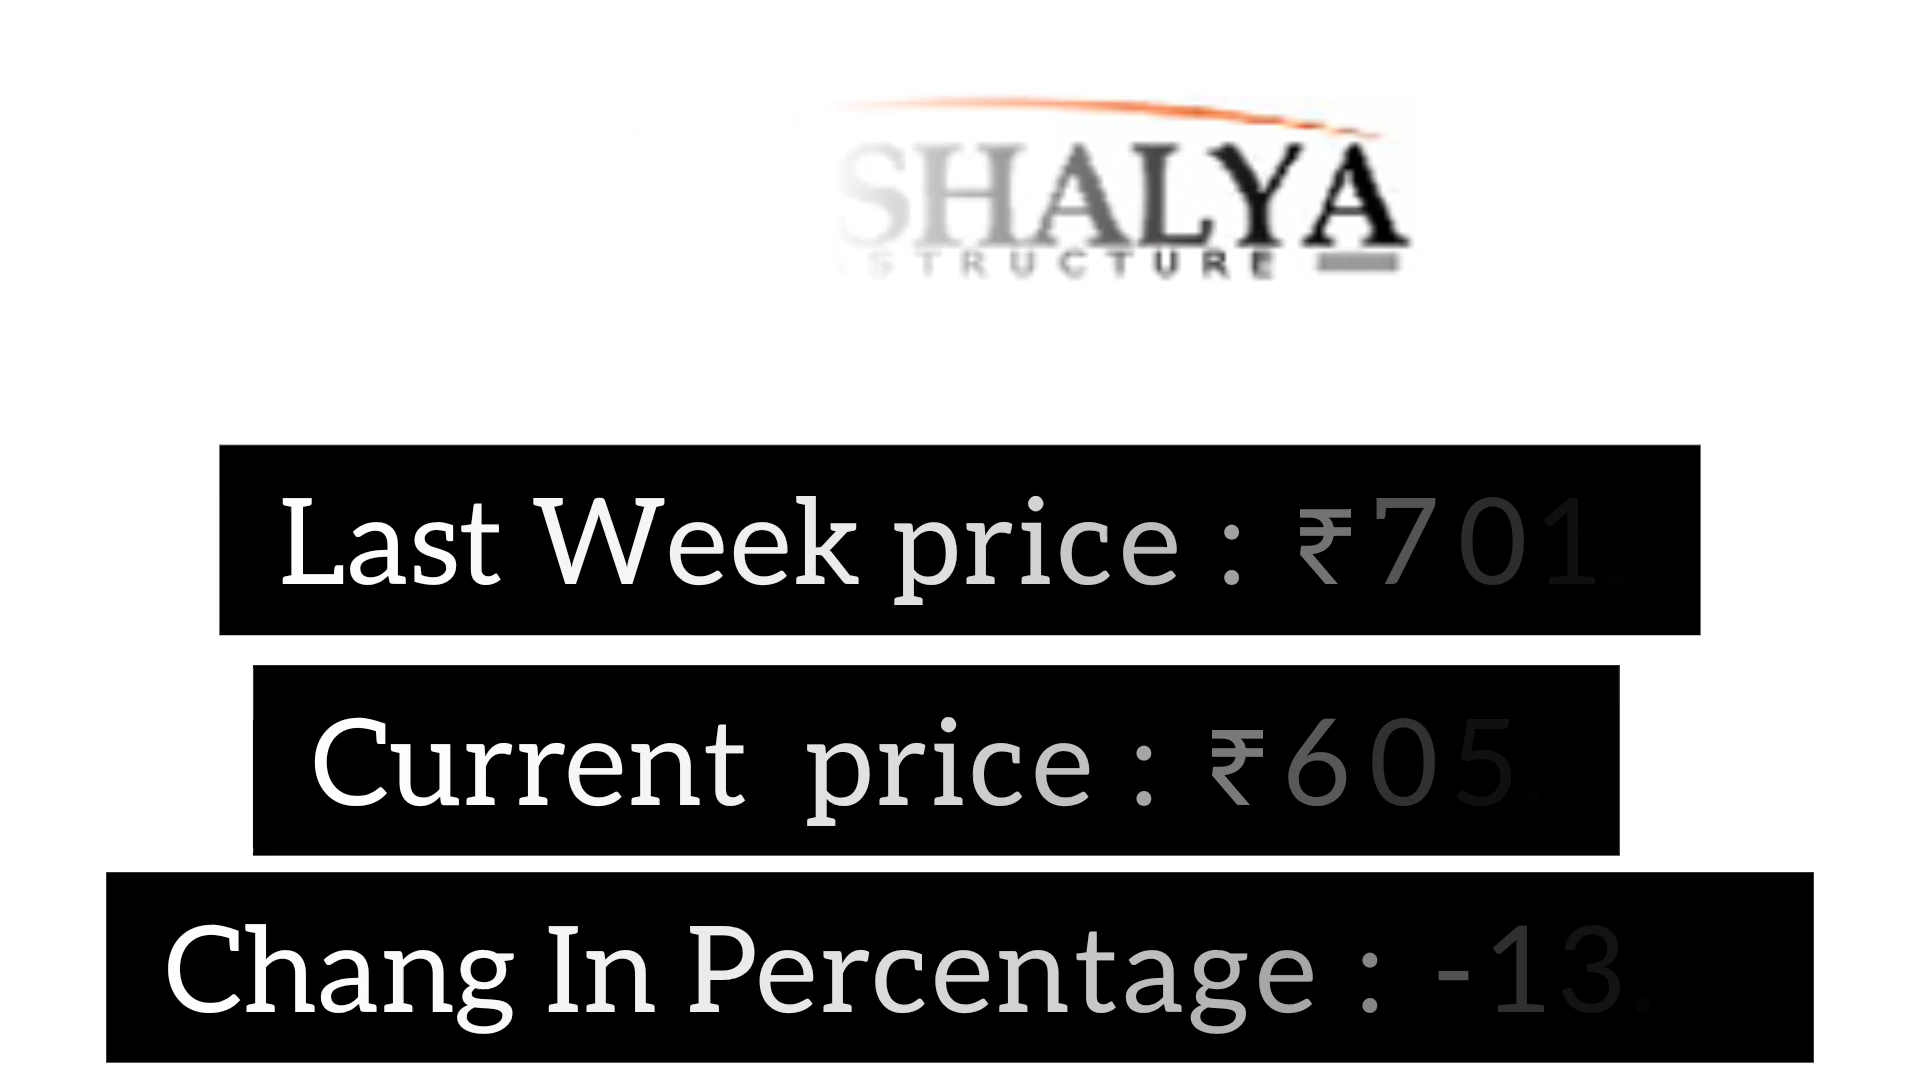 SHALYA
STRUCTURE
Last Week price : ₹701.
Current price : ₹605.
Chang In Percentage : -13.